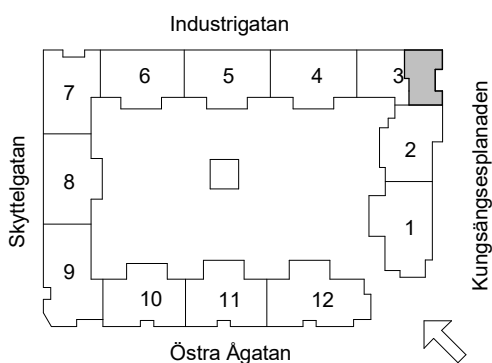 Industrigatan
6 5 4 3
7
2
8
1
9
10 11 12
Skyttelgatan
Kungsängsesplanaden
Östra Ågatan